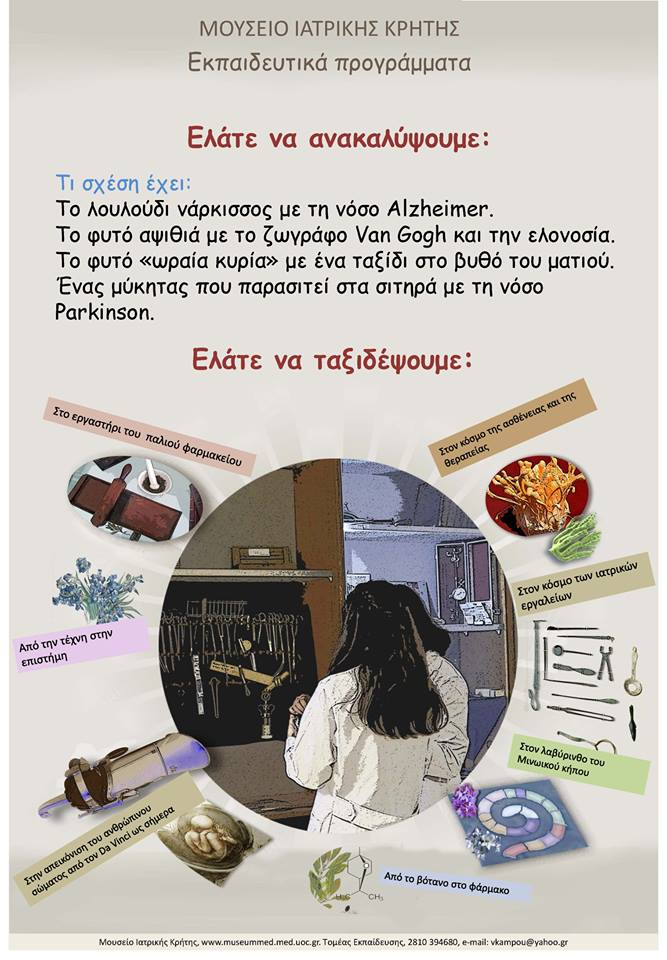 ΜΟΥΣΕΙΟ ΙΑΤΡΙΚΗΣ ΚΡΗΤΗΣ
Εκπαιδευτικά προγράμματα
Ελάτε να ανακαλύψουμε:
Τι σχέση έχει:
Το λουλούδι νάρκισσος με τη νόσο Alzheimer.
Το φυτό αψιθιά με το ζωγράφο Van Gogh και την ελονοσία.
Το φυτό «ωραία κυρία» με ένα ταξίδι στο βυθό του ματιού.
Ένας μύκητας που παρασιτεί στα σιτηρά με τη νόσο
Parkinson.
Ελάτε να ταξιδέψουμε:
Στο εργαστήρι του παλιού φαρμακείου
Στον κόσμο της ασθένειας και της
θεραπείας
Στον κόσμο των ιατρικών
εργαλείων
Από την τέχνη στην
επιστήμη
Στον λαβύρινθο του
Μινωικού κήπου
Στην απεικόνιση του ανθρώπινου
σώματος από τον Da Vinci ως σήμερα
Από το βότανο στο φάρμακο
H₃C
CH₃
Μουσείο Ιατρικής Κρήτης, www.museummed.med.uoc.gr. Τομέας Εκπαίδευσης, 2810 394680, e-mail: vkampou@yahoo.gr